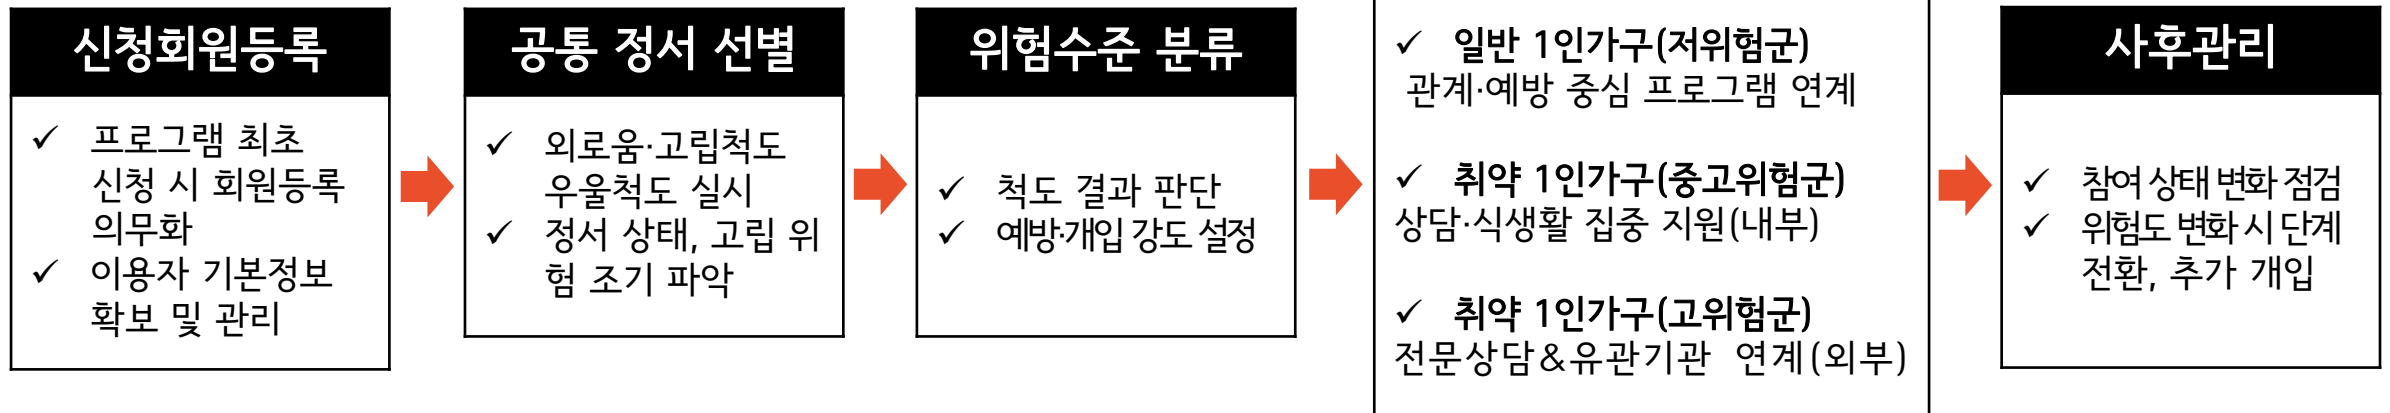 신청회원등록
✓ 프로그램 최초
신청 시 회원등록
의무화
✓ 이용자 기본정보
확보 및 관리
공통 정서 선별
✓ 외로움·고립척도
우울척도 실시
✓ 정서 상태, 고립 위
험 조기 파악
위험수준 분류
✓ 척도 결과 판단
✓ 예방·개입 강도 설정
✓ 일반 1인가구(저위험군)
관계·예방 중심 프로그램 연계
✓ 취약 1인가구(중고위험군)
상담·식생활 집중 지원(내부)
✓ 취약 1인가구(고위험군)
전문상담&유관기관 연계(외부)
사후관리
✓ 참여 상태 변화 점검
✓ 위험도 변화 시 단계
전환, 추가 개입